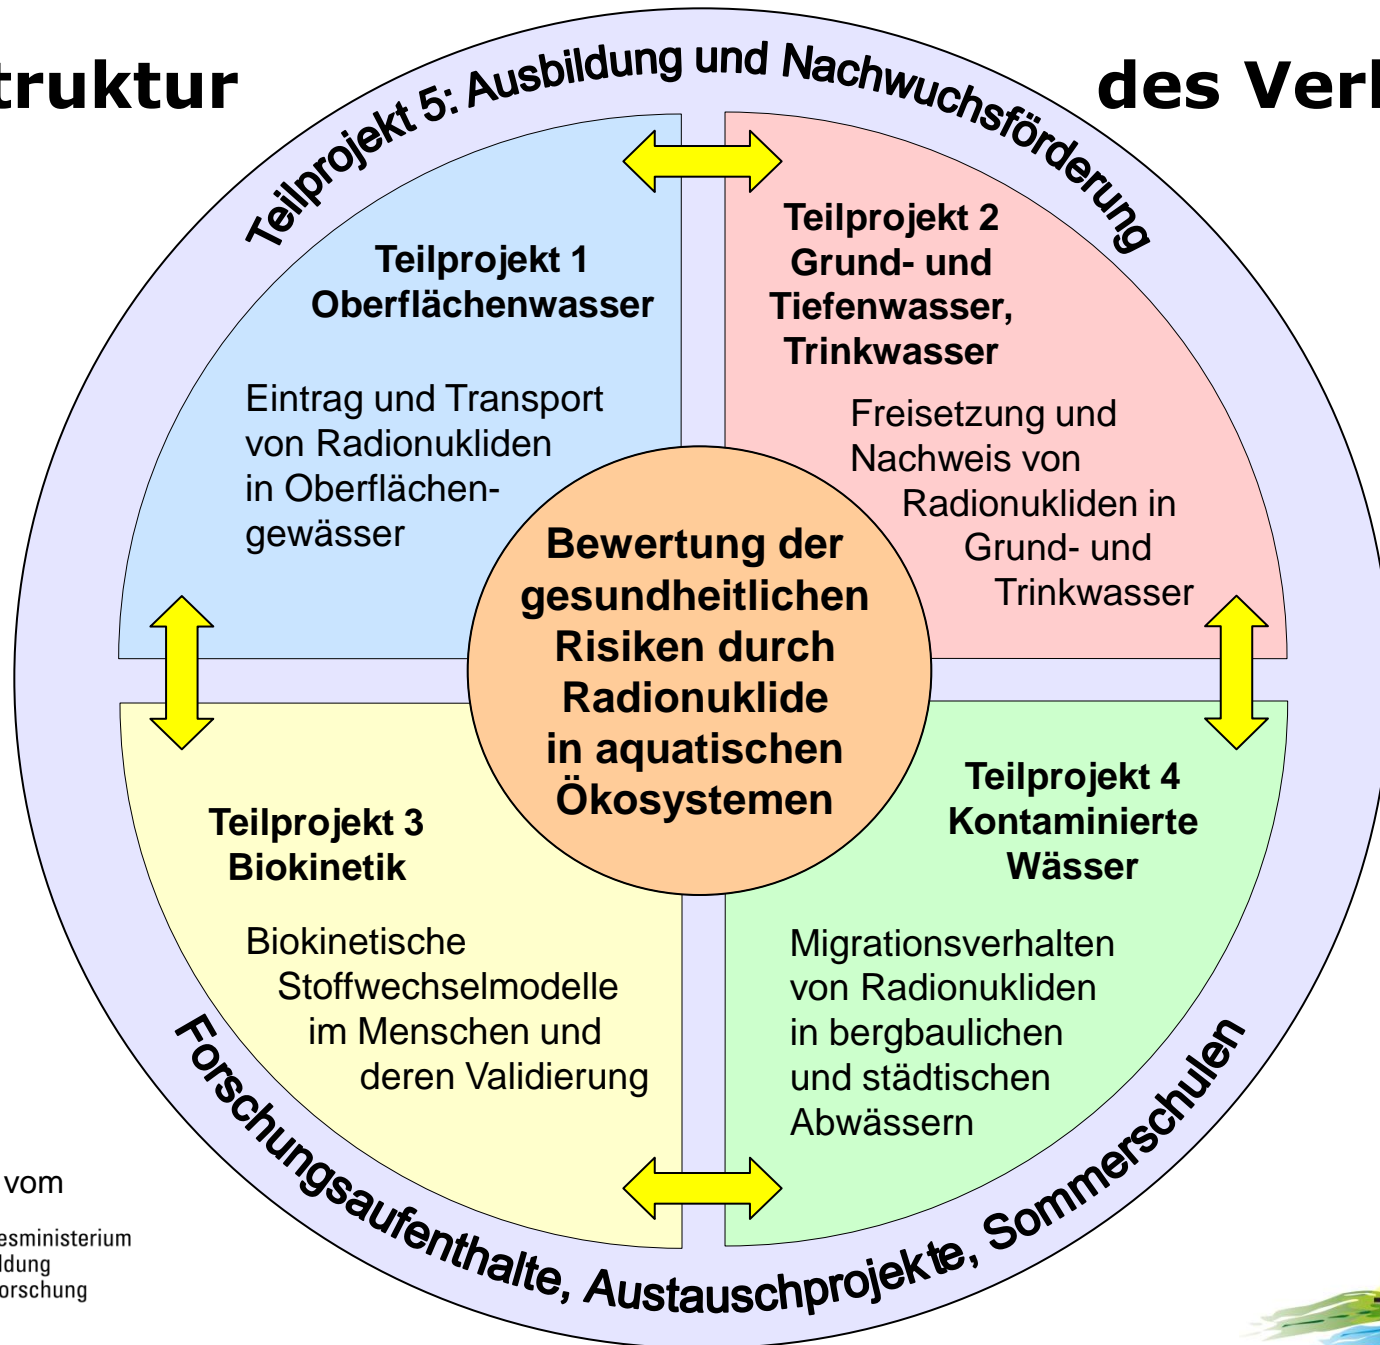 truktur des Verl
Teilprojekt 5: Ausbildung und Nachwuchsförderung
Teilprojekt 1
Oberflächenwasser
Eintrag und Transport
von Radionukliden
in Oberflächen-
gewässer
Teilprojekt 2
Grund- und
Tiefenwasser,
Trinkwasser
Freisetzung und
Nachweis von
Radionukliden in
Grund- und
Trinkwasser
Bewertung der
gesundheitlichen
Risiken durch
Radionuklide
in aquatischen
Ökosystemen
Teilprojekt 3
Biokinetik
Biokinetische
Stoffwechselmodelle
im Menschen und
deren Validierung
Teilprojekt 4
Kontaminierte
Wässer
Migrationsverhalten
von Radionukliden
in bergbaulichen
und städtischen
Abwässern
Forschungsaufenthalte, Austauschprojekte, Sommerschulen
vom
esministerium
ldung
orschung